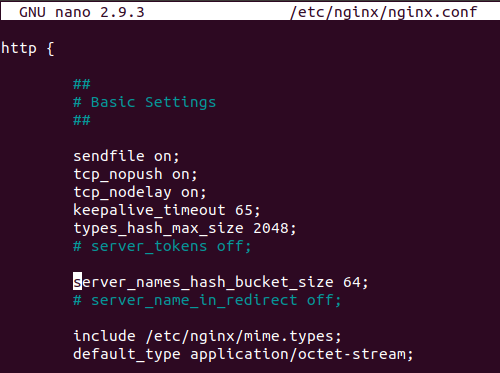 GNU nano 2.9.3 /etc/nginx/nginx.conf
http {
##
# Basic Settings
##
sendfile on;
tcp_nopush on;
tcp_nodelay on;
keepalive_timeout 65;
types_hash_max_size 2048;
# server_tokens off;
server_names_hash_bucket_size 64;
# server_name_in_redirect off;
include /etc/nginx/mime.types;
default_type application/octet-stream;